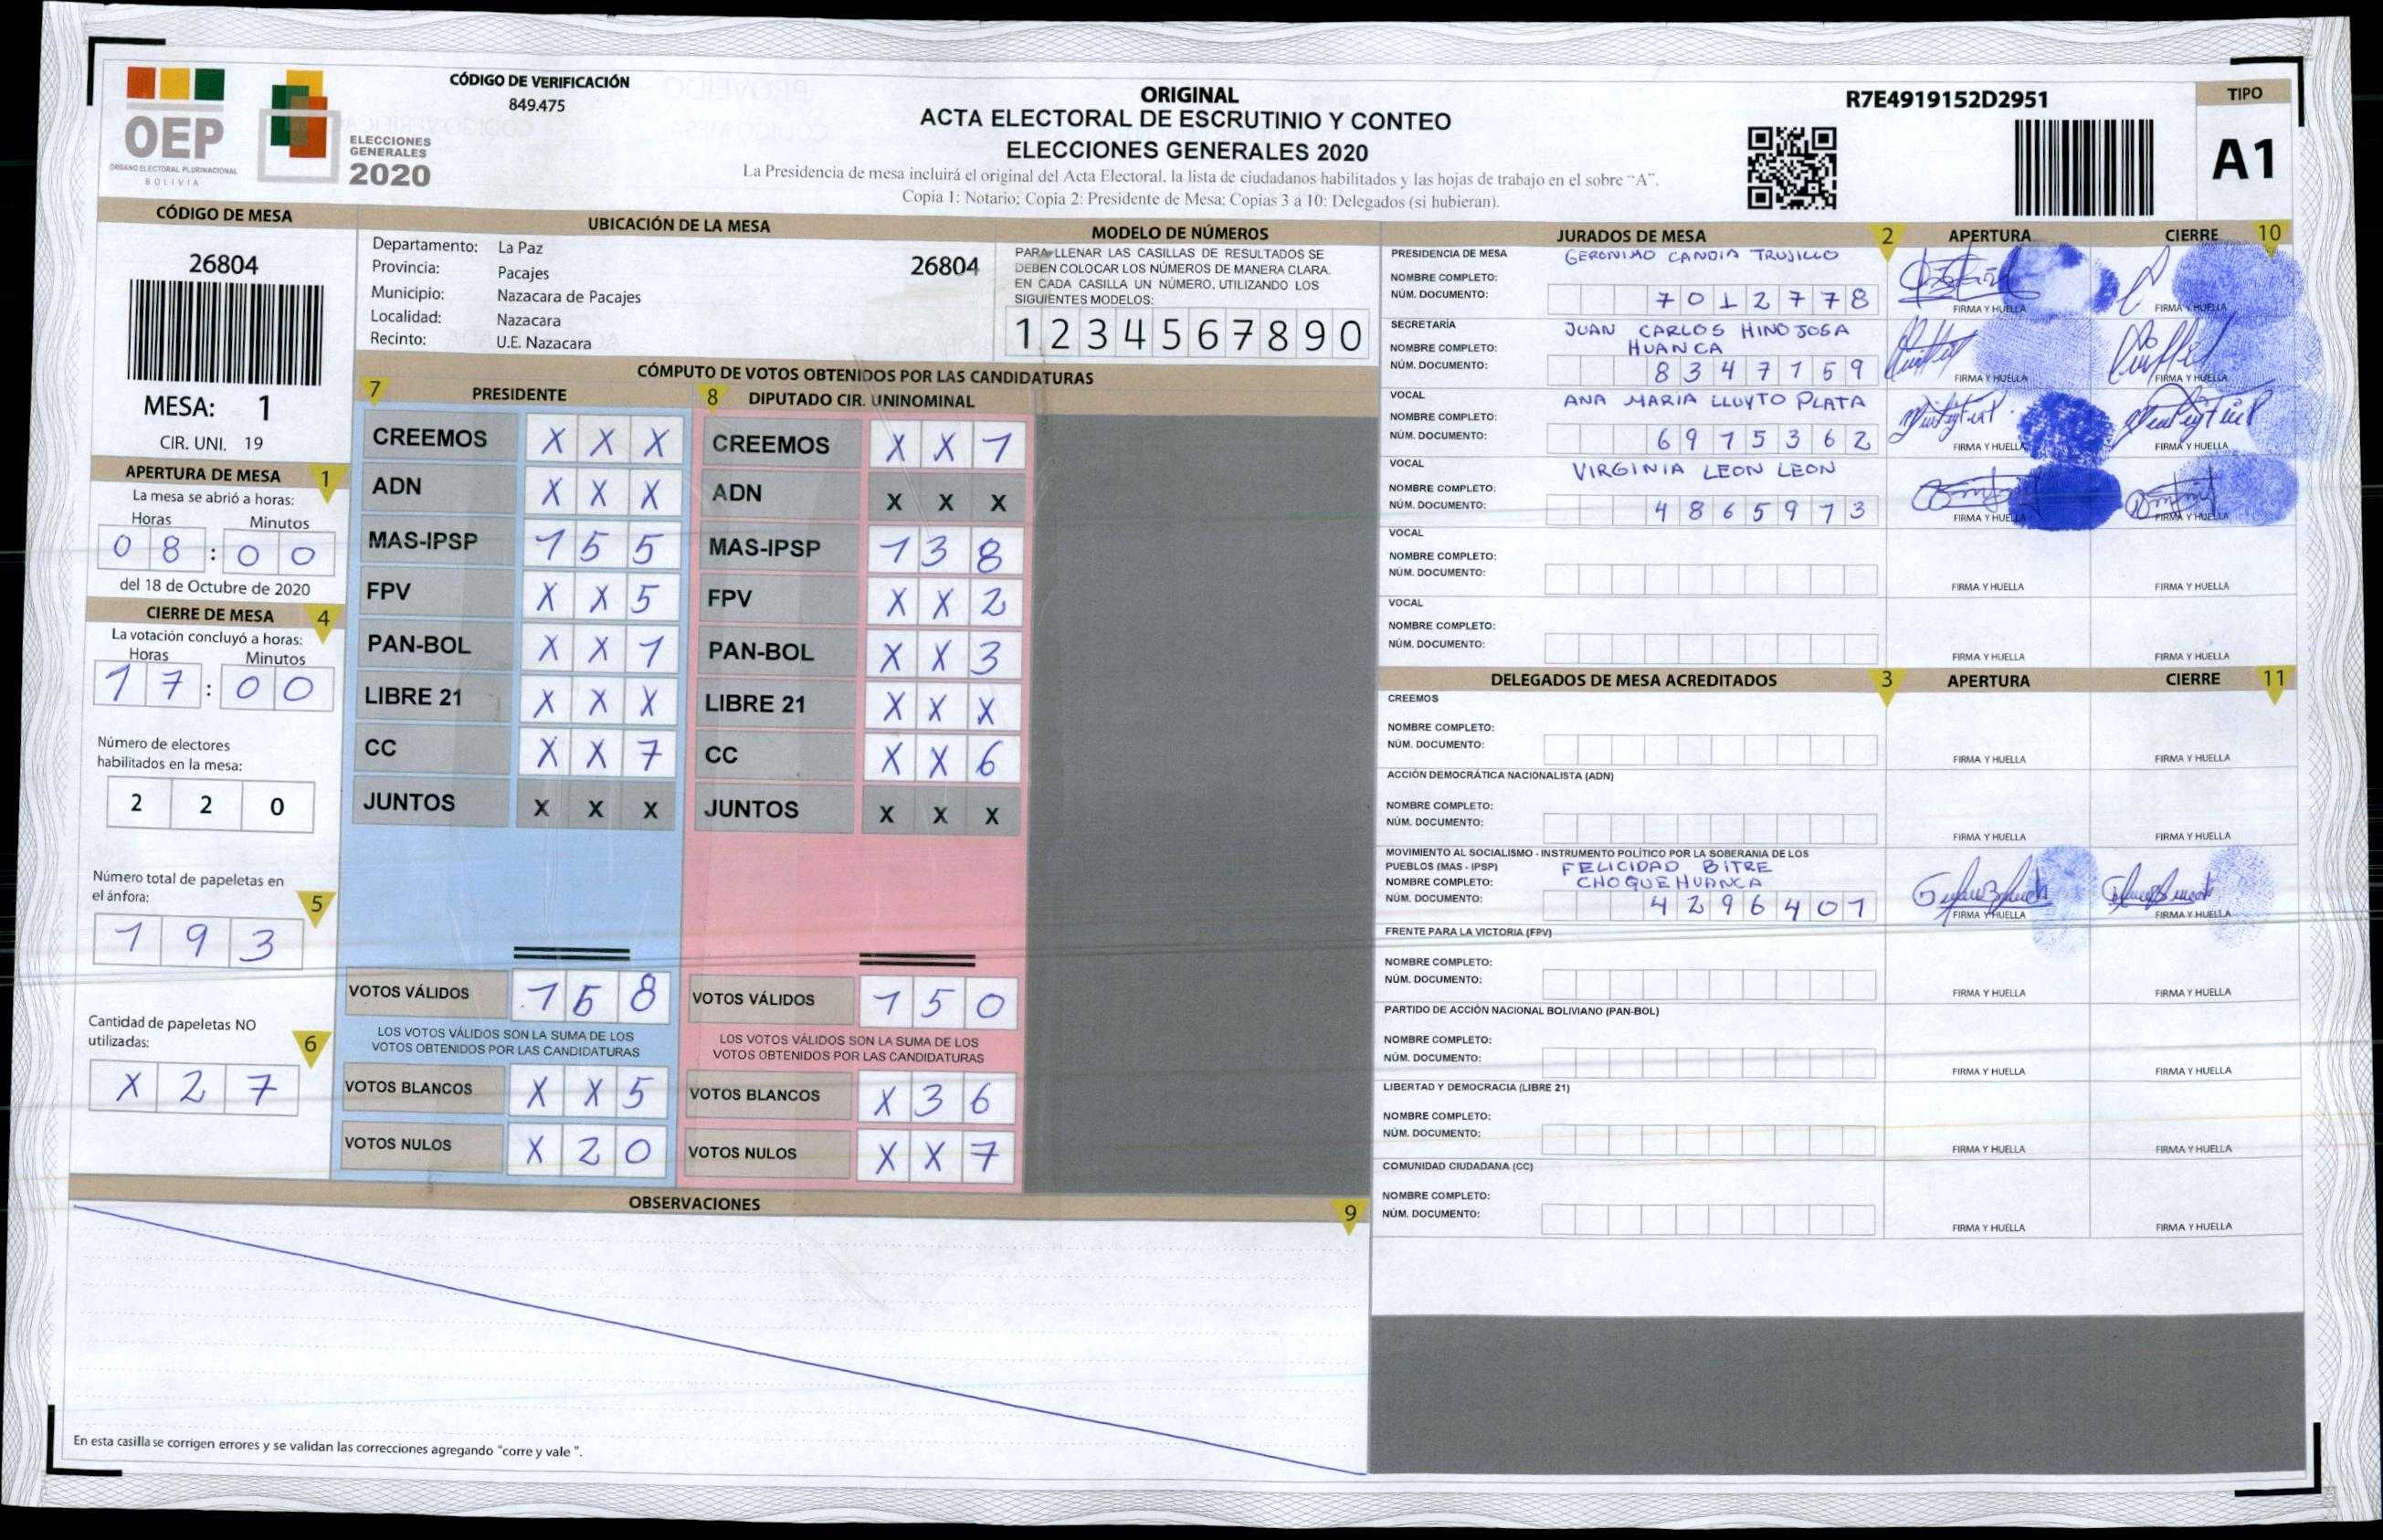 CÓDIGO DE VERIFICACIÓN
849.475
OEP
ÓRGANO ELECTORAL PLURINACIONAL
BOLIVIA
ELECCIONES
GENERALES
2020
ORIGINAL
ACTA ELECTORAL DE ESCRUTINIO Y CONTEO
ELECCIONES GENERALES 2020
La Presidencia de mesa incluirá el original del Acta Electoral, la lista de ciudadanos habilitados y las hojas de trabajo en el sobre “A”.
Copia 1: Notario; Copia 2: Presidente de Mesa: Copias 3 a 10: Delegados (si hubieran).
R7E4919152D2951
TIPO
A1
CÓDIGO DE MESA
26804
MESA: 1
CIR. UNI. 19
APERTURA DE MESA 1
La mesa se abrió a horas:
Horas Minutos
0 8 : 0 0
del 18 de Octubre de 2020
CIERRE DE MESA 4
La votación concluyó a horas:
Horas Minutos
1 7 : 0 0
Número de electores
habilitados en la mesa:
2 2 0
Número total de papeletas en
el ánfora: 5
1 9 3
Cantidad de papeletas NO
utilizadas: 6
X 2 7
UBICACIÓN DE LA MESA
Departamento: La Paz
Provincia: Pacajes
Municipio: Nazacara de Pacajes
Localidad: Nazacara
Recinto: U.E. Nazacara
26804
MODELO DE NÚMEROS
PARA LLENAR LAS CASILLAS DE RESULTADOS SE
DEBEN COLOCAR LOS NÚMEROS DE MANERA CLARA.
EN CADA CASILLA UN NÚMERO, UTILIZANDO LOS
SIGUIENTES MODELOS:
1 2 3 4 5 6 7 8 9 0
CÓMPUTO DE VOTOS OBTENIDOS POR LAS CANDIDATURAS
7 PRESIDENTE
CREEMOS X X X
ADN X X X
MAS-IPSP 1 5 5
FPV X X 5
PAN-BOL X X 1
LIBRE 21 X X X
CC X X 7
JUNTOS X X X
VOTOS VÁLIDOS 1 6 8
LOS VOTOS VÁLIDOS SON LA SUMA DE LOS
VOTOS OBTENIDOS POR LAS CANDIDATURAS
VOTOS BLANCOS X X 5
VOTOS NULOS X 2 0
8 DIPUTADO CIR. UNINOMINAL
CREEMOS X X 1
ADN X X X
MAS-IPSP 1 3 8
FPV X X 2
PAN-BOL X X 3
LIBRE 21 X X X
CC X X 6
JUNTOS X X X
VOTOS VÁLIDOS 1 5 0
LOS VOTOS VÁLIDOS SON LA SUMA DE LOS
VOTOS OBTENIDOS POR LAS CANDIDATURAS
VOTOS BLANCOS X 3 6
VOTOS NULOS X X 7
OBSERVACIONES 9
En esta casilla se corrigen errores y se validan las correcciones agregando "corre y vale ".
JURADOS DE MESA 2 APERTURA CIERRE 10
PRESIDENCIA DE MESA
NOMBRE COMPLETO: GERONIMO CANDIA TRUJILLO
NÚM. DOCUMENTO: 7 0 1 2 7 7 8
FIRMA Y HUELLA FIRMA Y HUELLA
SECRETARÍA
NOMBRE COMPLETO: JUAN CARLOS HINOJOSA
HUANCA
NÚM. DOCUMENTO: 8 3 4 7 1 5 9
FIRMA Y HUELLA FIRMA Y HUELLA
VOCAL
NOMBRE COMPLETO: ANA MARIA LLUYTO PLATA
NÚM. DOCUMENTO: 6 9 7 5 3 6 2
FIRMA Y HUELLA FIRMA Y HUELLA
VOCAL
NOMBRE COMPLETO: VIRGINIA LEON LEON
NÚM. DOCUMENTO: 4 8 6 5 9 7 3
FIRMA Y HUELLA FIRMA Y HUELLA
VOCAL
NOMBRE COMPLETO:
NÚM. DOCUMENTO:
FIRMA Y HUELLA FIRMA Y HUELLA
VOCAL
NOMBRE COMPLETO:
NÚM. DOCUMENTO:
FIRMA Y HUELLA FIRMA Y HUELLA
DELEGADOS DE MESA ACREDITADOS 3 APERTURA CIERRE 11
CREEMOS
NOMBRE COMPLETO:
NÚM. DOCUMENTO:
FIRMA Y HUELLA FIRMA Y HUELLA
ACCIÓN DEMOCRÁTICA NACIONALISTA (ADN)
NOMBRE COMPLETO:
NÚM. DOCUMENTO:
FIRMA Y HUELLA FIRMA Y HUELLA
MOVIMIENTO AL SOCIALISMO - INSTRUMENTO POLÍTICO POR LA SOBERANIA DE LOS
PUEBLOS (MAS - IPSP) FELICIDAD BITRE
NOMBRE COMPLETO: CHOQUEHUANCA
NÚM. DOCUMENTO: 4 2 9 6 4 0 1
FIRMA Y HUELLA FIRMA Y HUELLA
FRENTE PARA LA VICTORIA (FPV)
NOMBRE COMPLETO:
NÚM. DOCUMENTO:
FIRMA Y HUELLA FIRMA Y HUELLA
PARTIDO DE ACCIÓN NACIONAL BOLIVIANO (PAN-BOL)
NOMBRE COMPLETO:
NÚM. DOCUMENTO:
FIRMA Y HUELLA FIRMA Y HUELLA
LIBERTAD Y DEMOCRACIA (LIBRE 21)
NOMBRE COMPLETO:
NÚM. DOCUMENTO:
FIRMA Y HUELLA FIRMA Y HUELLA
COMUNIDAD CIUDADANA (CC)
NOMBRE COMPLETO:
NÚM. DOCUMENTO:
FIRMA Y HUELLA FIRMA Y HUELLA